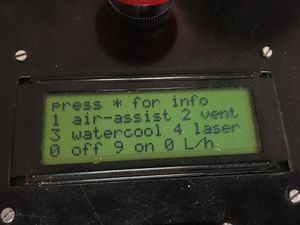 press * for info
1 air-assist 2 vent
3 watercool 4 laser
0 off 9 on 0 L/h